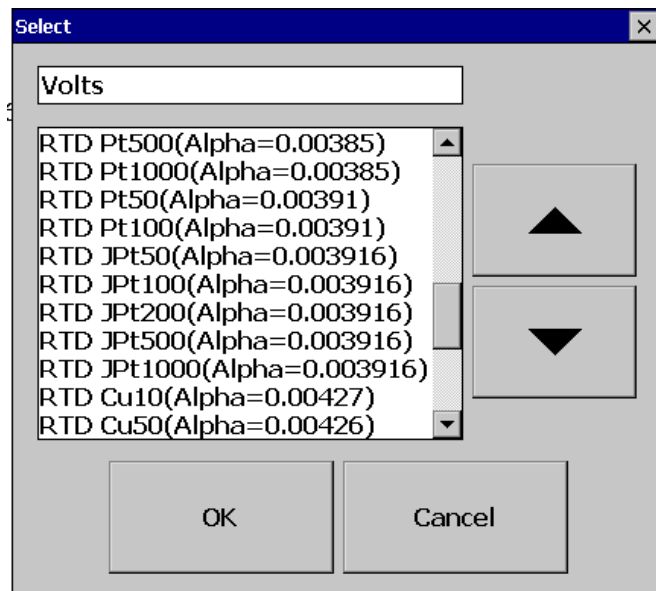 Select
Volts
RTD Pt500(Alpha=0.00385)
RTD Pt1000(Alpha=0.00385)
RTD Pt50(Alpha=0.00391)
RTD Pt100(Alpha=0.00391)
RTD JPt50(Alpha=0.003916)
RTD JPt100(Alpha=0.003916)
RTD JPt200(Alpha=0.003916)
RTD JPt500(Alpha=0.003916)
RTD JPt1000(Alpha=0.003916)
RTD Cu10(Alpha=0.00427)
RTD Cu50(Alpha=0.00426)
OK
Cancel